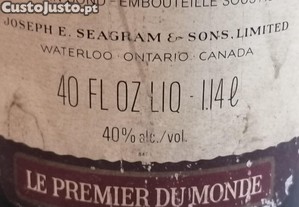 Custojusto.pt
EMBOUTEILLÉ SOUS
JOSEPH E. SEAGRAM & SONS, LIMITED
WATERLOO · ONTARIO · CANADA
40 FL OZ LIQ - 1.14 ℓ
40% alc./vol.
LE PREMIER DU MONDE